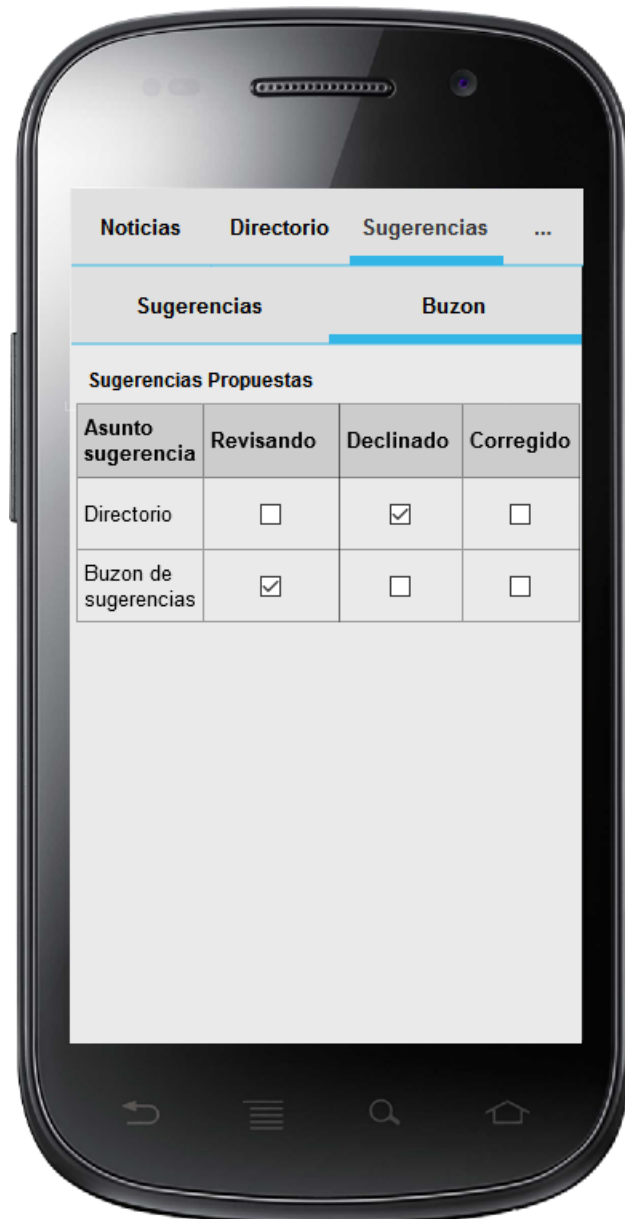 Noticias Directorio Sugerencias ...
Sugerencias Buzon
Sugerencias Propuestas
Asunto sugerencia Revisando Declinado Corregido
Directorio
Buzon de
sugerencias